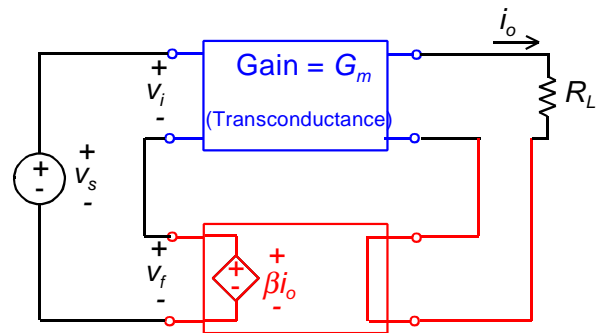 i_o
+
Gain = G_m
v_i
R_L
-
(Transconductance)
+
+
-
v_s
-
+
v_f
-
+
-
+
βi_o
-